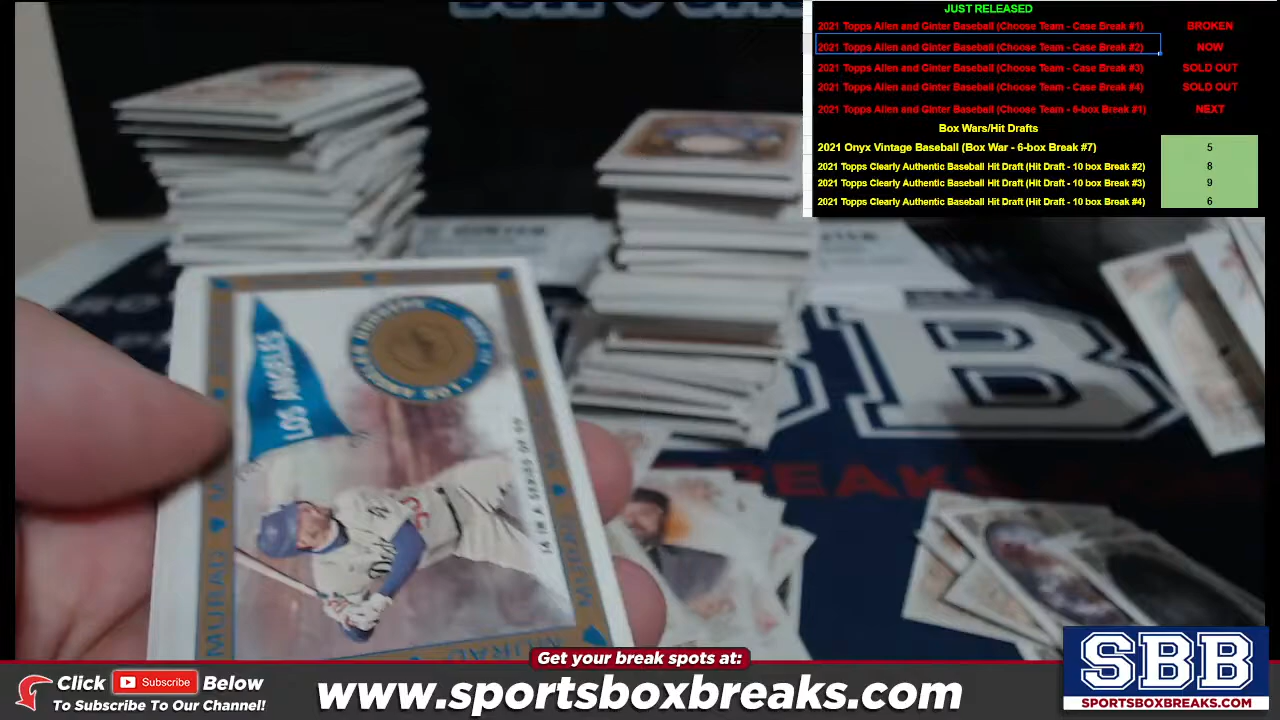 JUST RELEASED
2021 Topps Allen and Ginter Baseball (Choose Team - Case Break #1) BROKEN
2021 Topps Allen and Ginter Baseball (Choose Team - Case Break #2) NOW
2021 Topps Allen and Ginter Baseball (Choose Team - Case Break #3) SOLD OUT
2021 Topps Allen and Ginter Baseball (Choose Team - Case Break #4) SOLD OUT
2021 Topps Allen and Ginter Baseball (Choose Team - 6-box Break #1) NEXT
Box Wars/Hit Drafts
2021 Onyx Vintage Baseball (Box War - 6-box Break #7) 5
2021 Topps Clearly Authentic Baseball Hit Draft (Hit Draft - 10 box Break #2) 8
2021 Topps Clearly Authentic Baseball Hit Draft (Hit Draft - 10 box Break #3) 9
2021 Topps Clearly Authentic Baseball Hit Draft (Hit Draft - 10 box Break #4) 6
LOS ANGELES
MURAD
B
BREAKS
Get your break spots at:
Click Subscribe Below
To Subscribe To Our Channel!
www.sportsboxbreaks.com
SBB
SPORTSBOXBREAKS.COM